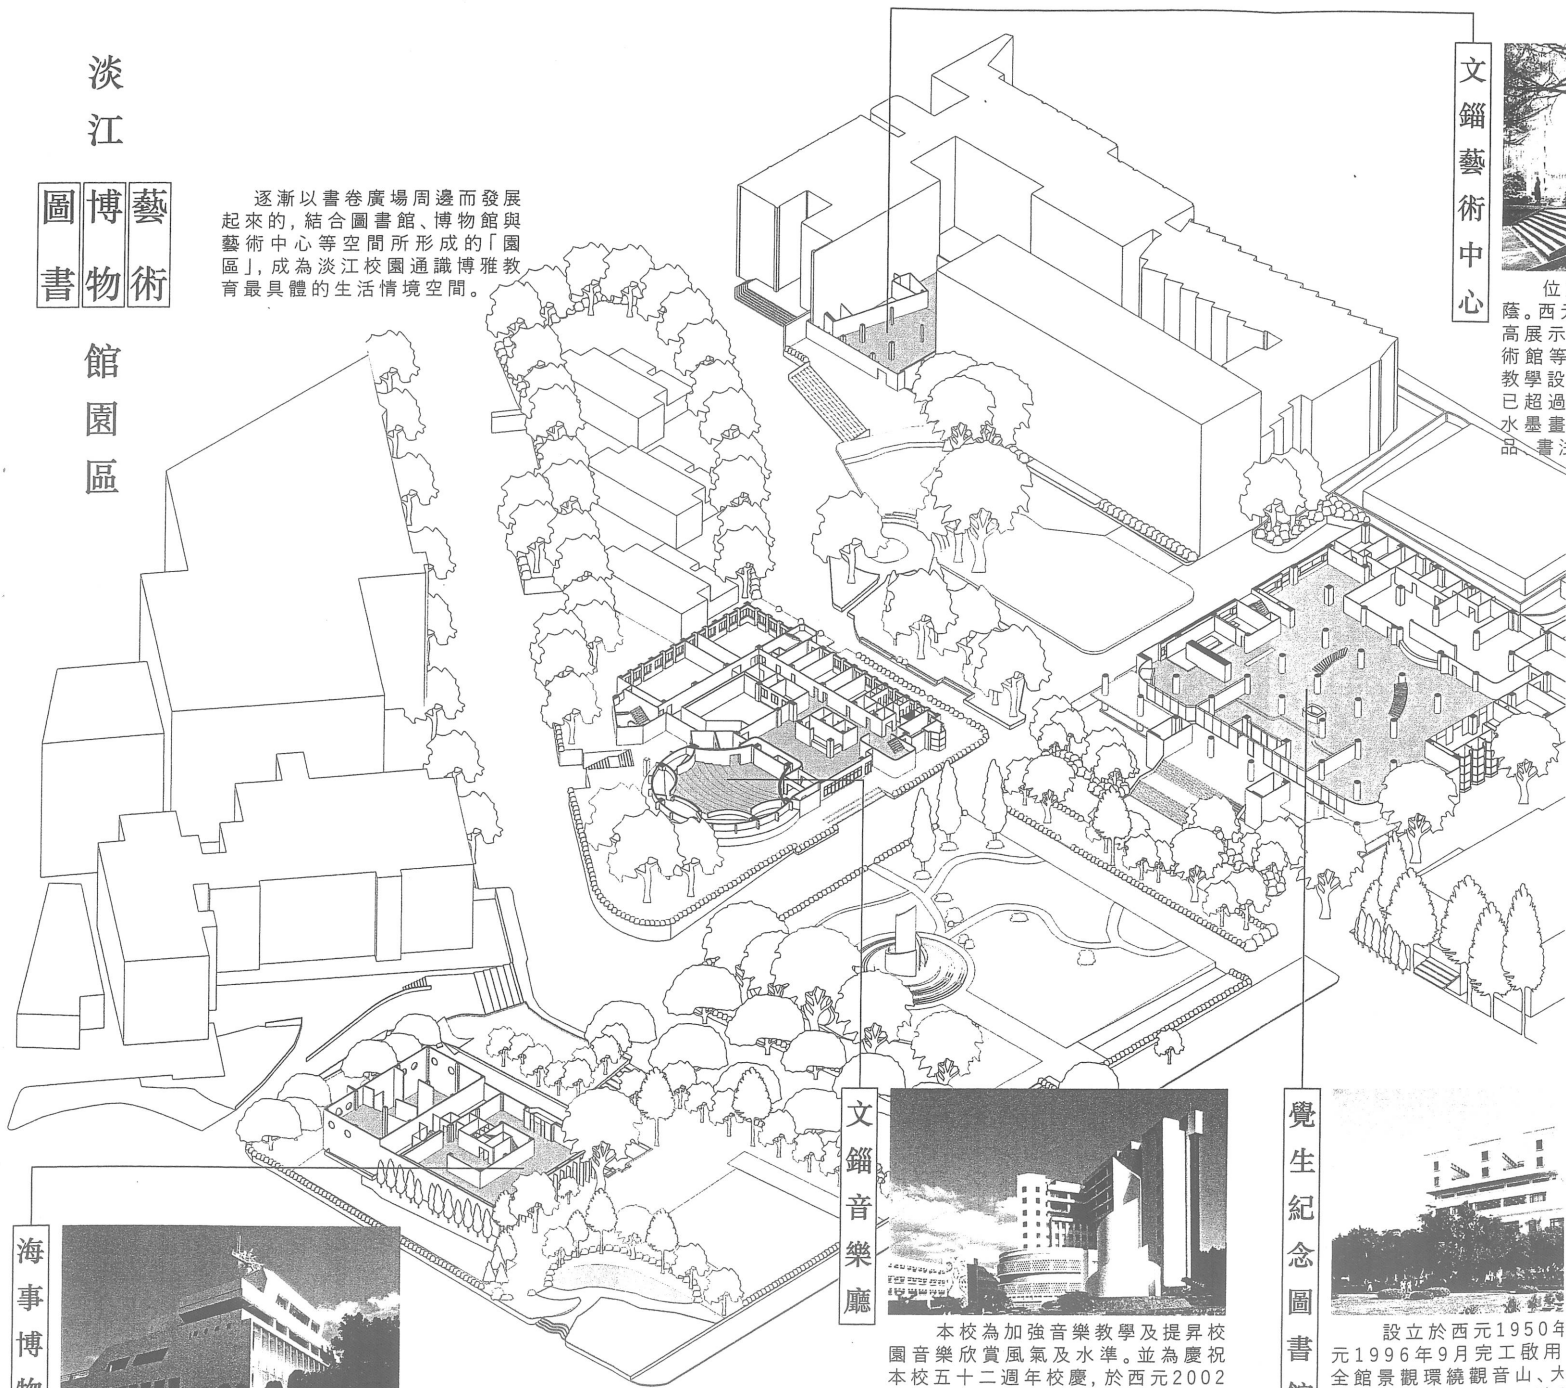 淡江
藝術
博物
圖書
館園區
逐漸以書卷廣場周邊而發展
起來的，結合圖書館、博物館與
藝術中心等空間所形成的「園
區」，成為淡江校園通識博雅教
育最具體的生活情境空間。
文錙藝術中心
位
蔭。西元
高展示
術館等
教學設
已超過
水墨畫
品、書法
文錙音樂廳
本校為加強音樂教學及提昇校
園音樂欣賞風氣及水準。並為慶祝
本校五十二週年校慶，於西元2002
覺生紀念圖書館
設立於西元1950年
元1996年9月完工啟用
全館景觀環繞觀音山、大
海事博物